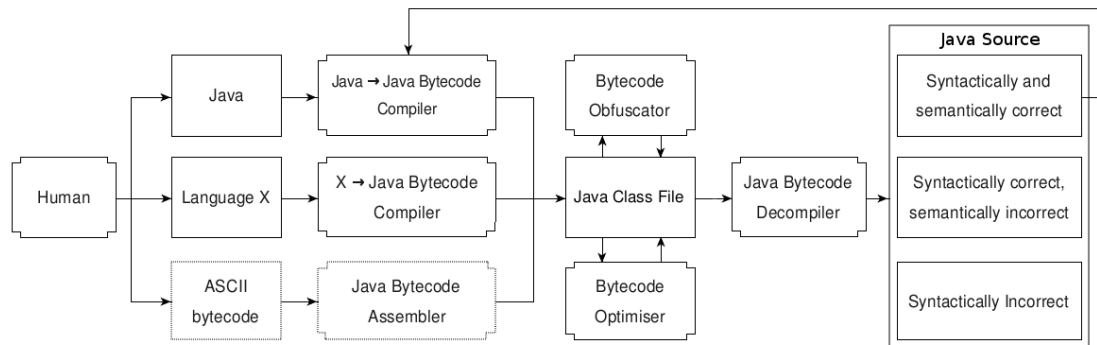 Java Source
Java
Java → Java Bytecode
Compiler
Bytecode
Obfuscator
Syntactically and
semantically correct
Human
Language X
X → Java Bytecode
Compiler
Java Class File
Java Bytecode
Decompiler
Syntactically correct,
semantically incorrect
ASCII
bytecode
Java Bytecode
Assembler
Bytecode
Optimiser
Syntactically Incorrect